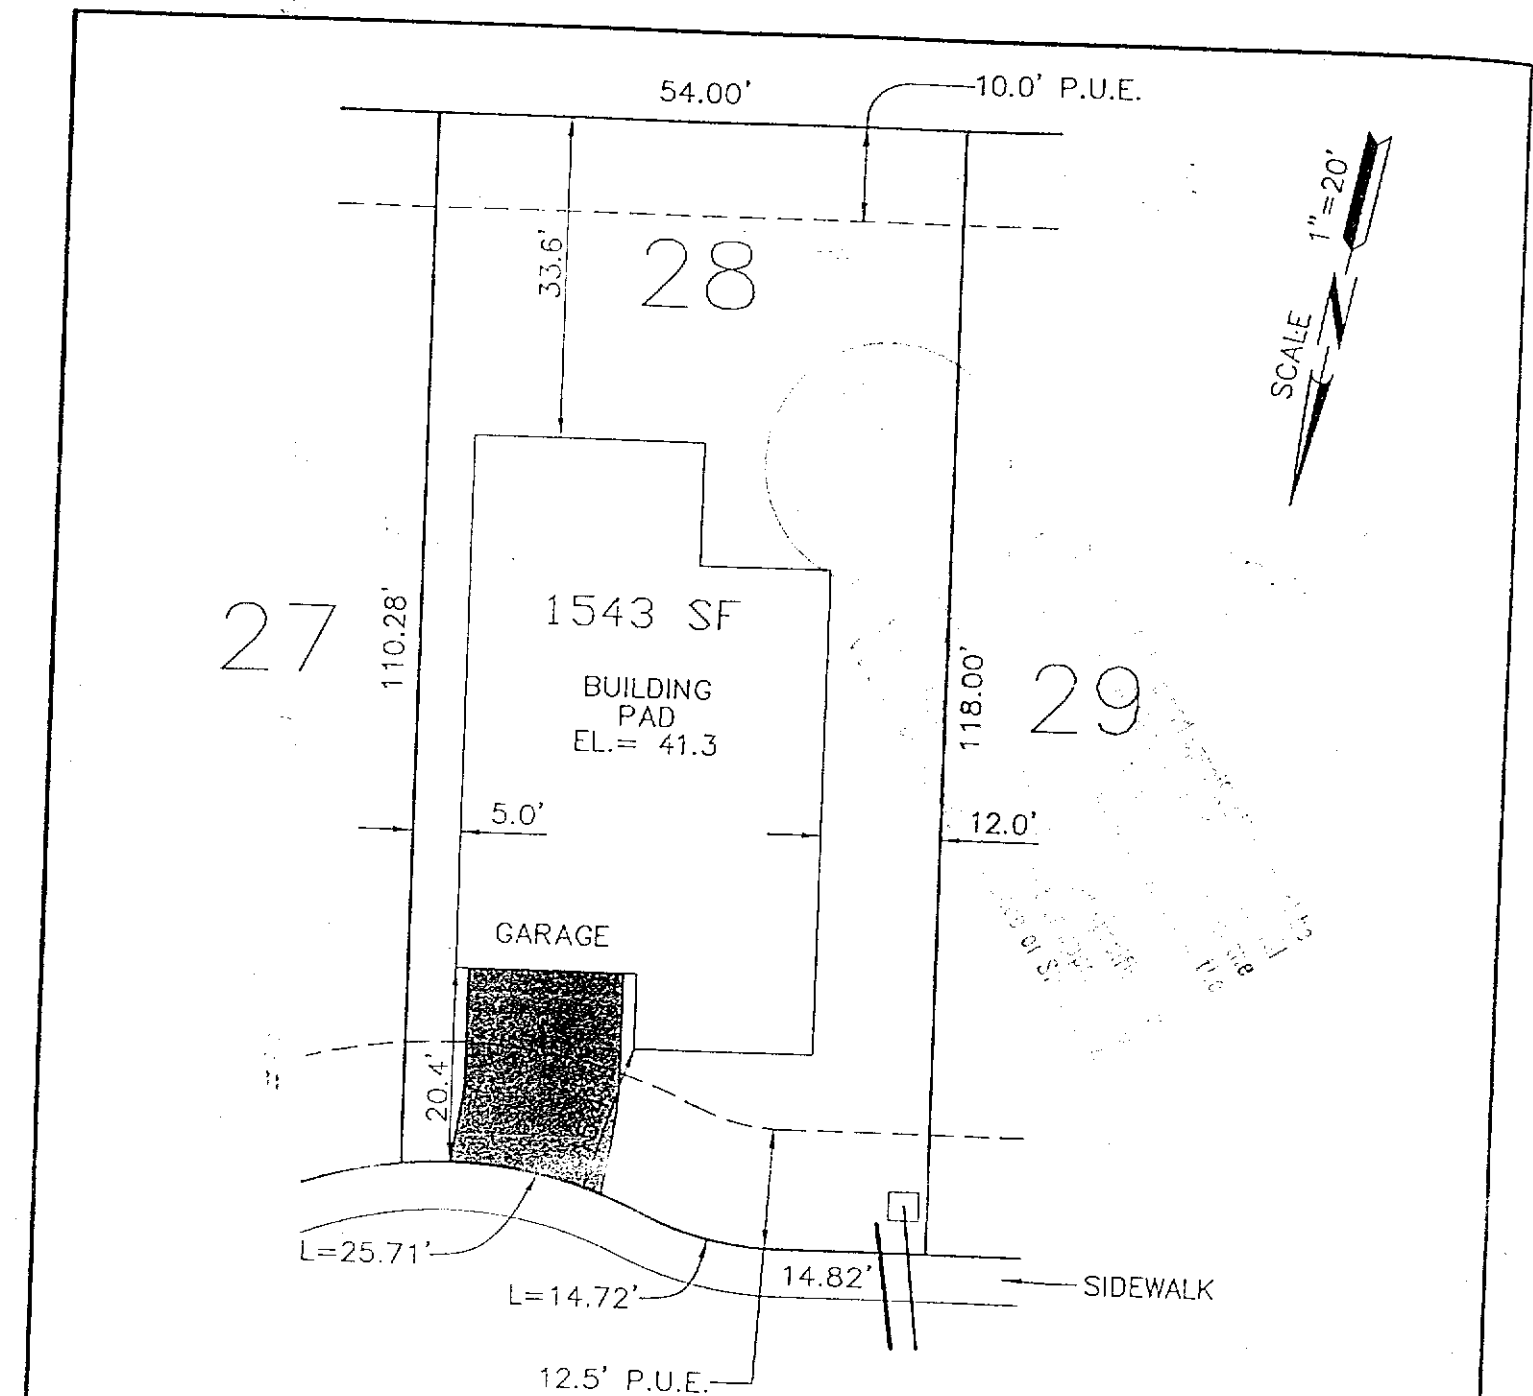 54.00'
10.0' P.U.E.
1"=20'
SCALE
33.6'
28
27
110.28'
1543 SF
BUILDING
PAD
EL.= 41.3
118.00'
29
5.0'
12.0'
GARAGE
20.4'
L=25.71'
L=14.72'
14.82'
SIDEWALK
12.5' P.U.E.